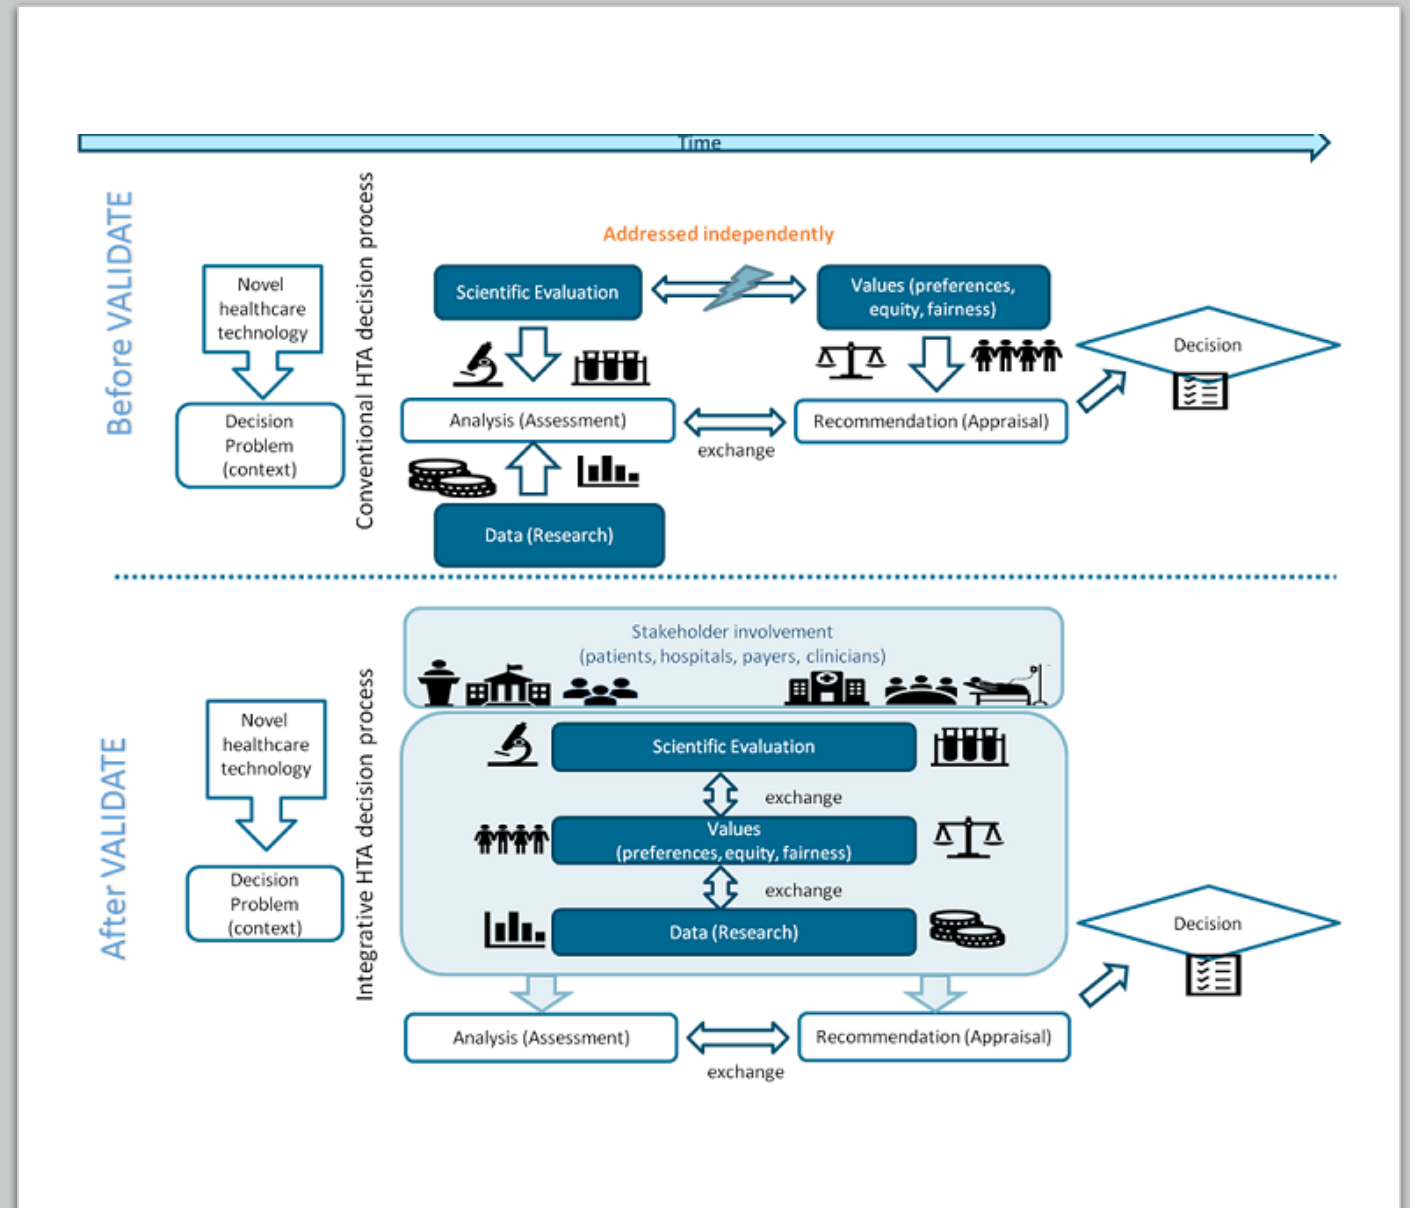 Time
Before VALIDATE
Conventional HTA decision process
Novel
healthcare
technology
Decision
Problem
(context)
Addressed independently
Scientific Evaluation
Values (preferences,
equity, fairness)
Analysis (Assessment)
exchange
Recommendation (Appraisal)
Data (Research)
Decision
After VALIDATE
Integrative HTA decision process
Novel
healthcare
technology
Decision
Problem
(context)
Stakeholder involvement
(patients, hospitals, payers, clinicians)
Scientific Evaluation
exchange
Values
(preferences, equity, fairness)
exchange
Data (Research)
Analysis (Assessment)
exchange
Recommendation (Appraisal)
Decision